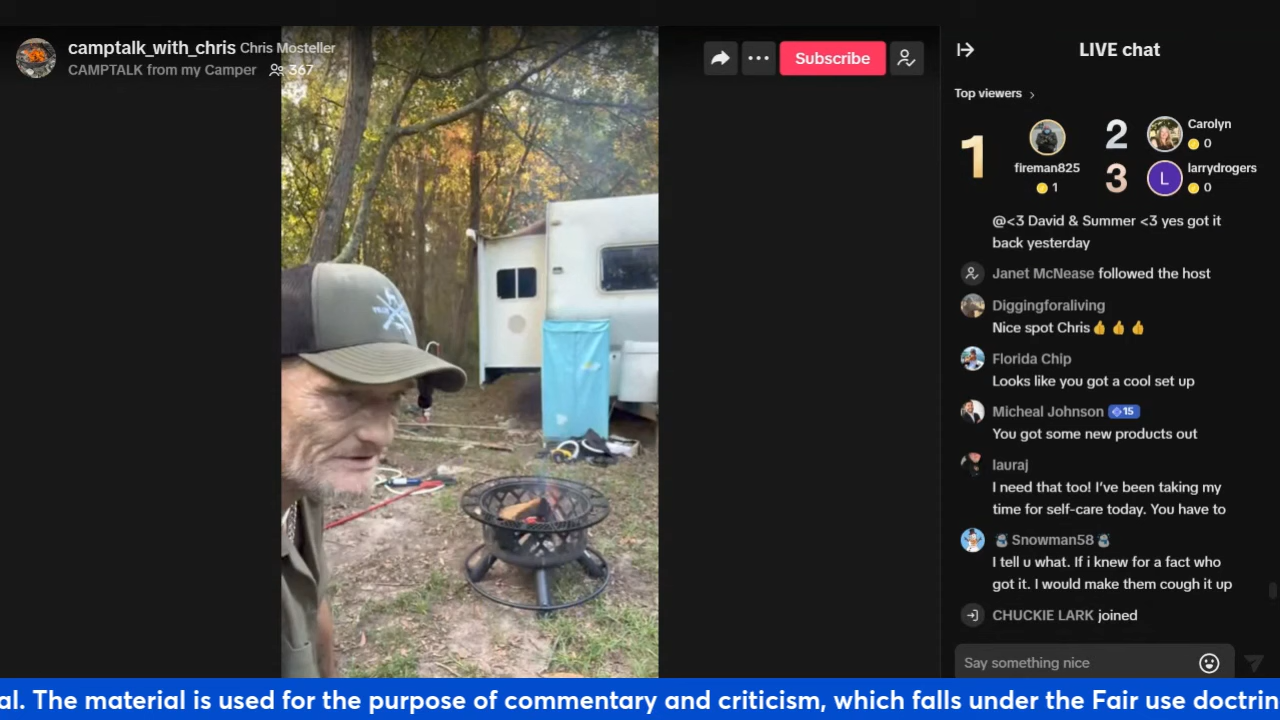 camptalk_with_chris Chris Mosteller
CAMPTALK from my Camper 367
Subscribe
LIVE chat
Top viewers
1
fireman825
1
2
Carolyn
0
3
L
larrydrogers
0
@<3 David & Summer <3 yes got it
back yesterday
Janet McNease followed the host
Diggingforaliving
Nice spot Chris👍👍👍
Florida Chip
Looks like you got a cool set up
Micheal Johnson 15
You got some new products out
lauraj
I need that too! I've been taking my
time for self-care today. You have to
⛄Snowman58⛄
I tell u what. If i knew for a fact who
got it. I would make them cough it up
CHUCKIE LARK joined
Say something nice
al. The material is used for the purpose of commentary and criticism, which falls under the Fair use doctrin